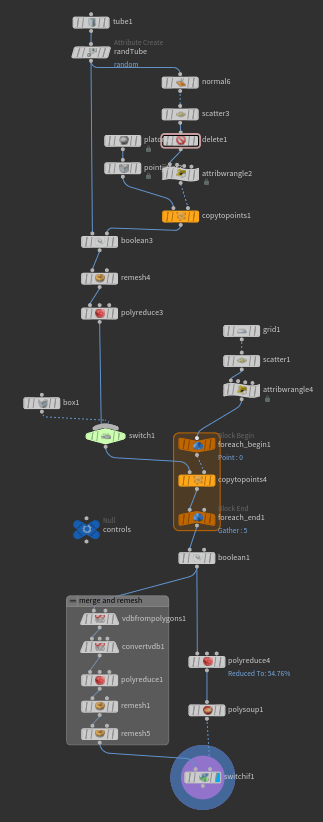 tube1
Attribute Create
randTube
random
normal6
scatter3
delete1
attribwrangle2
copytopoints1
boolean3
remesh4
polyreduce3
grid1
scatter1
attribwrangle4
box1
switch1
Block Begin
foreach_begin1
Point : 0
copytopoints4
Block End
foreach_end1
Gather : 5
Null
controls
boolean1
merge and remesh
vdbfrompolygons1
convertvdb1
polyreduce1
remesh1
remesh5
polyreduce4
Reduced To: 54.76%
polysoup1
switchif1